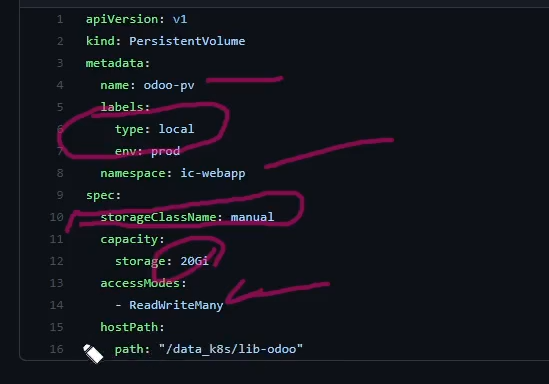 1 apiVersion: v1
2 kind: PersistentVolume
3 metadata:
4 name: odoo-pv
5 labels:
6 type: local
7 env: prod
8 namespace: ic-webapp
9 spec:
10 storageClassName: manual
11 capacity:
12 storage: 20Gi
13 accessModes:
14 - ReadWriteMany
15 hostPath:
16 path: "/data_k8s/lib-odoo"